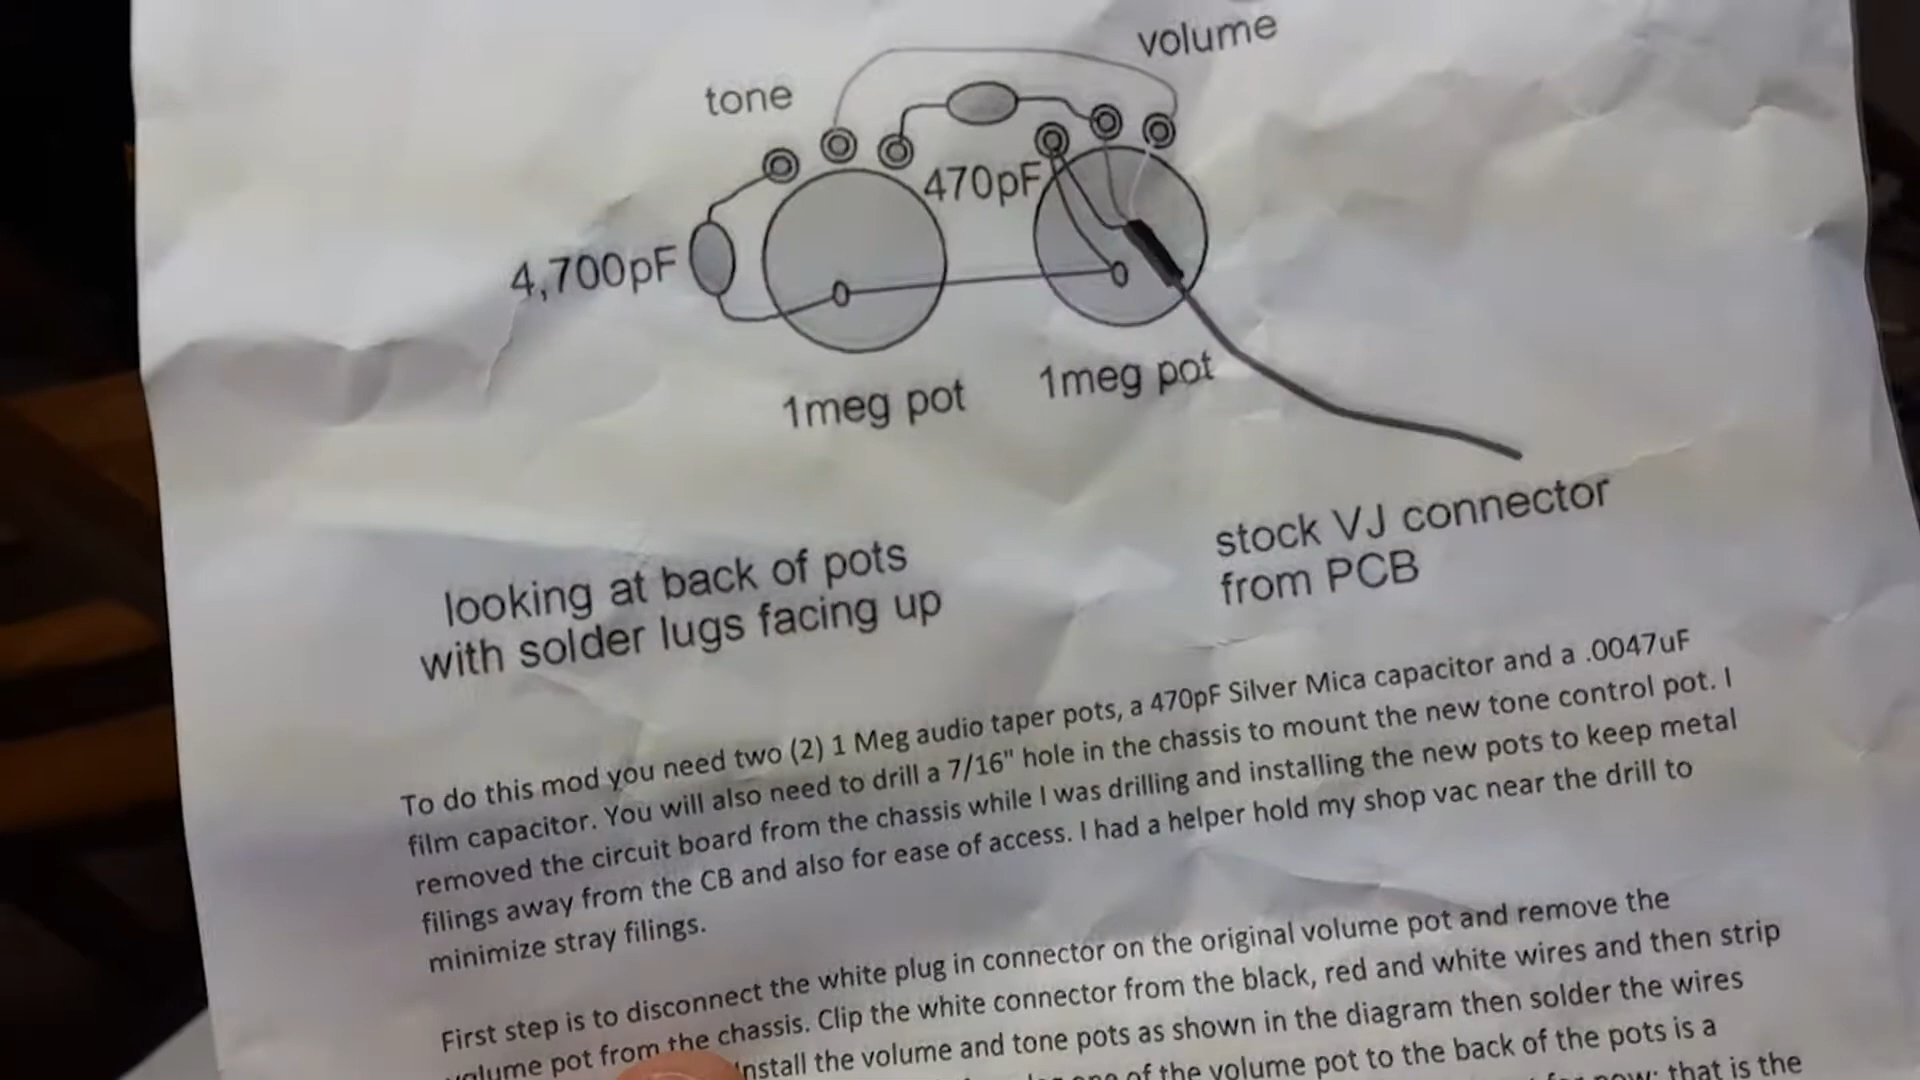 volume
tone
470pF
4,700pF
1meg pot
1meg pot
stock VJ connector
from PCB
looking at back of pots
with solder lugs facing up
To do this mod you need two (2) 1 Meg audio taper pots, a 470pF Silver Mica capacitor and a .0047uF
film capacitor. You will also need to drill a 7/16" hole in the chassis to mount the new tone control pot. I
removed the circuit board from the chassis while I was drilling and installing the new pots to keep metal
filings away from the CB and also for ease of access. I had a helper hold my shop vac near the drill to
minimize stray filings.
First step is to disconnect the white plug in connector on the original volume pot and remove the
volume pot from the chassis. Clip the white connector from the black, red and white wires and then strip
install the volume and tone pots as shown in the diagram then solder the wires
one of the volume pot to the back of the pots is a
now; that is the